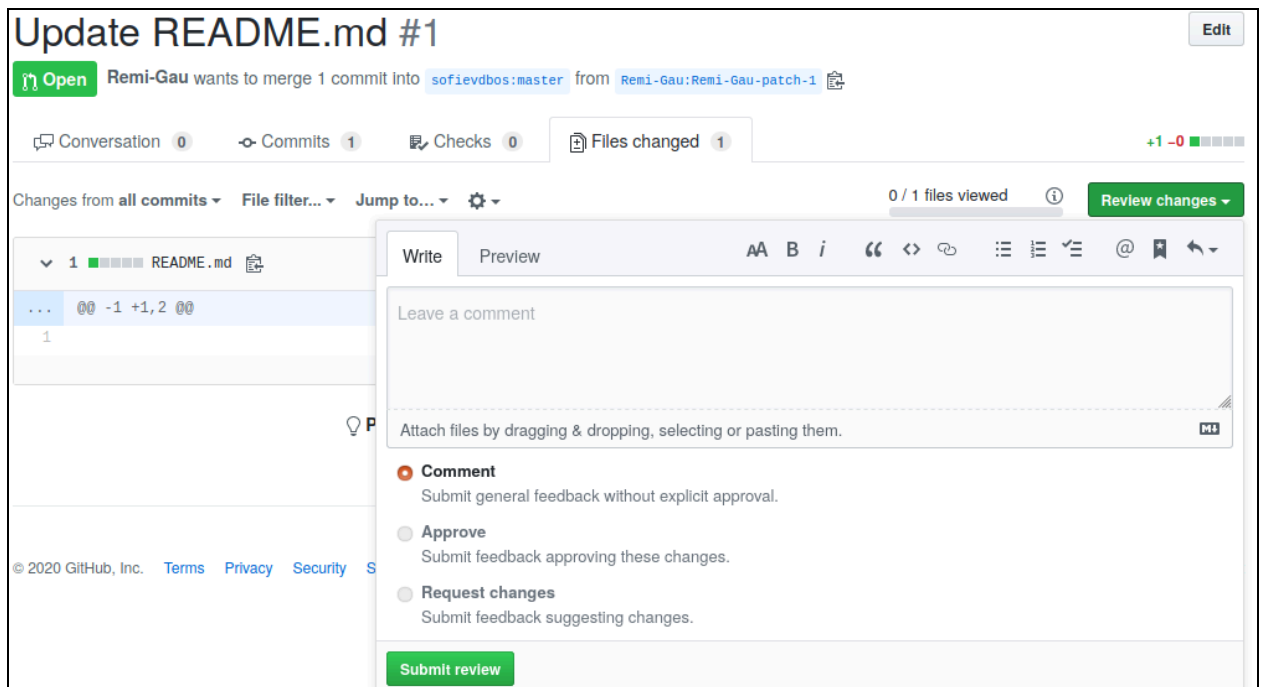 Update README.md #1
Edit
Open Remi-Gau wants to merge 1 commit into sofievdbos:master from Remi-Gau:Remi-Gau-patch-1
Conversation 0 Commits 1 Checks 0 Files changed 1 +1 −0
Changes from all commits File filter... Jump to... 0 / 1 files viewed Review changes
1 README.md
... @@ -1 +1,2 @@
1
Write Preview
Leave a comment
Attach files by dragging & dropping, selecting or pasting them.
Comment
Submit general feedback without explicit approval.
Approve
Submit feedback approving these changes.
Request changes
Submit feedback suggesting changes.
Submit review
P
© 2020 GitHub, Inc. Terms Privacy Security S